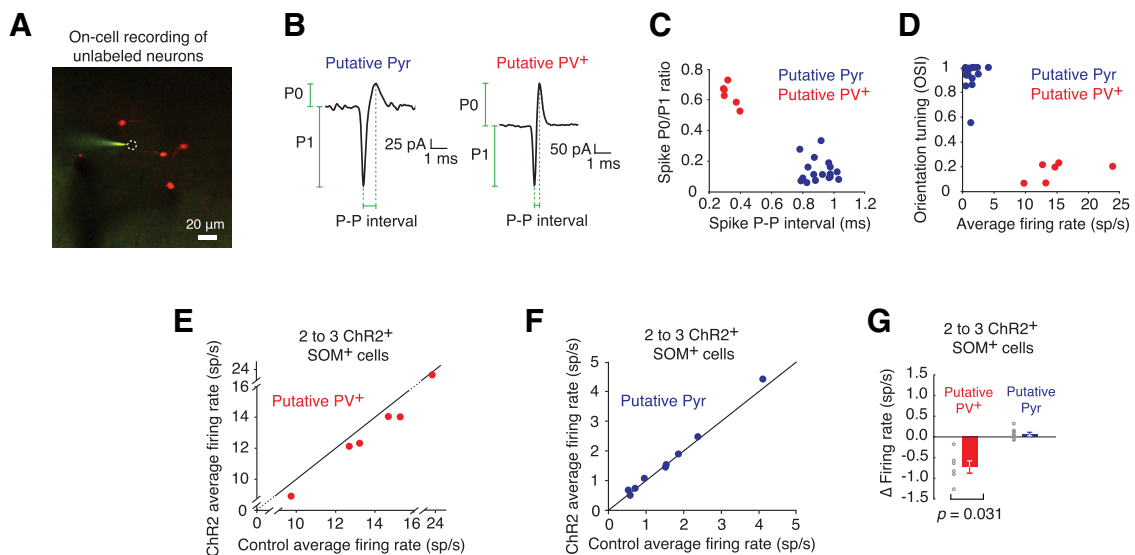 A
On-cell recording of
unlabeled neurons
20 µm
B
Putative Pyr
P0
P1
25 pA
1 ms
P-P interval
Putative PV+
P0
P1
50 pA
1 ms
P-P interval
C
Spike P0/P1 ratio
0.8
0.6
0.4
0.2
0
Putative Pyr
Putative PV+
0.2 0.4 0.6 0.8 1 1.2
Spike P-P interval (ms)
D
Orientation tuning (OSI)
1
0.8
0.6
0.4
0.2
0
Putative Pyr
Putative PV+
0 5 10 15 20 25
Average firing rate (sp/s)
E
2 to 3 ChR2+
SOM+ cells
ChR2 average firing rate (sp/s)
24
16
14
12
10
0
Putative PV+
0 10 12 14 16 24
Control average firing rate (sp/s)
F
2 to 3 ChR2+
SOM+ cells
ChR2 average firing rate (sp/s)
5
4
3
2
1
0
Putative Pyr
0 1 2 3 4 5
Control average firing rate (sp/s)
G
2 to 3 ChR2+
SOM+ cells
Δ Firing rate (sp/s)
1.5
1.0
0.5
0.0
-0.5
-1.0
-1.5
Putative
PV+
Putative
Pyr
p = 0.031